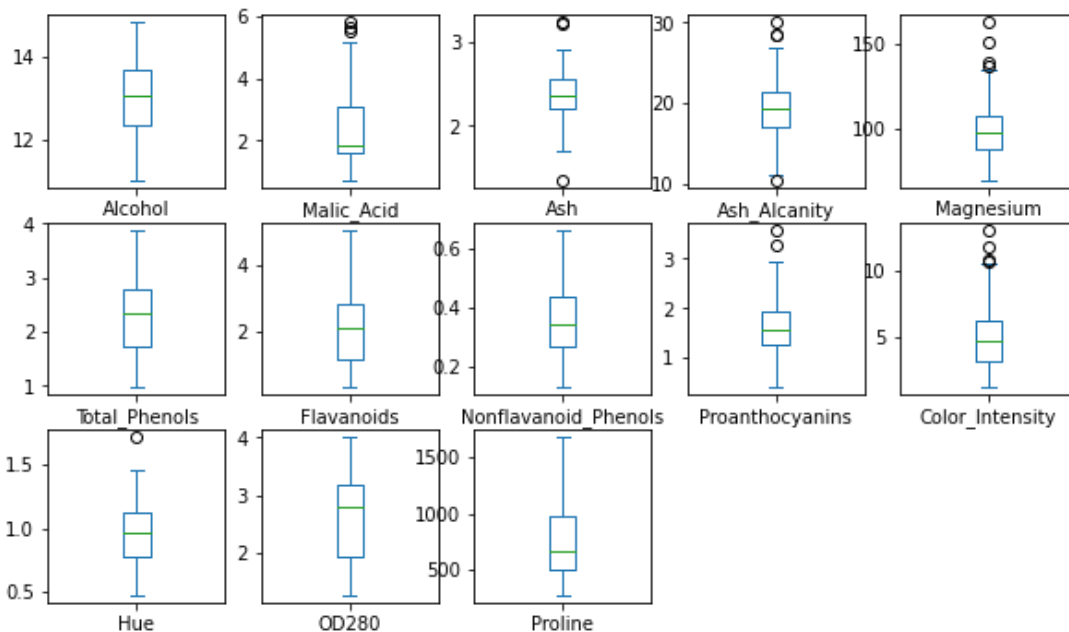 14
12
Alcohol
6
4
2
Malic_Acid
3
2
Ash
30
20
10
Ash_Alcanity
150
100
Magnesium
4
3
2
1
Total_Phenols
4
2
Flavanoids
0.6
0.4
0.2
Nonflavanoid_Phenols
3
2
1
Proanthocyanins
10
5
Color_Intensity
1.5
1.0
0.5
Hue
4
3
2
OD280
1500
1000
500
Proline